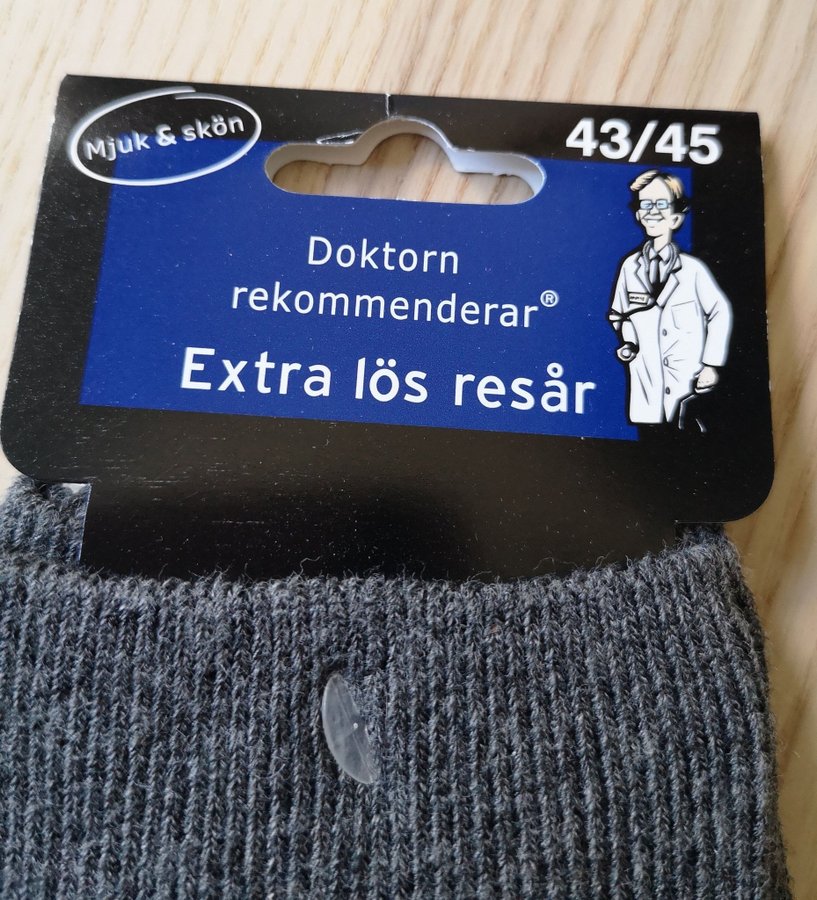 Mjuk & skön
43/45
Doktorn
rekommenderar®
Extra lös resår